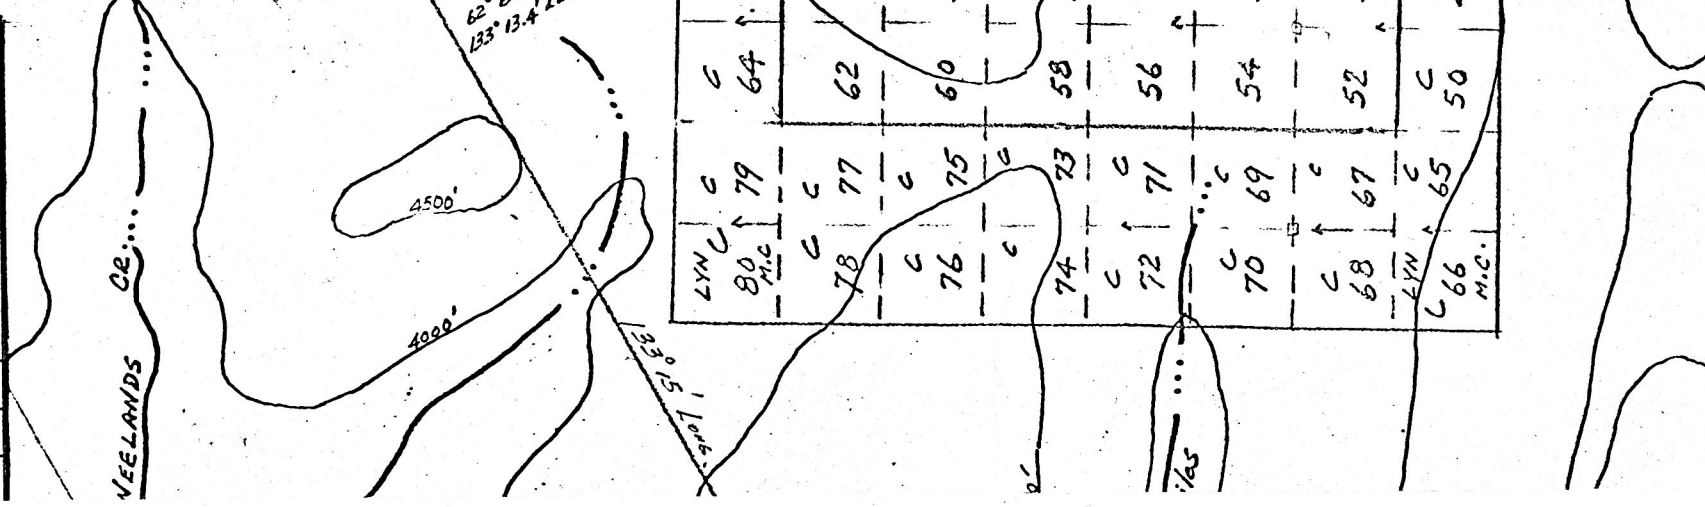 133° 13.4'
C 64
62
60
58
56
54
52
C 50
C 79
C 77
C 75
C 73
C 71
C 69
C 67
C 65
LYN C 80 M.C.
C 78
C 76
C 74
C 72
C 70
C 68
LYN C 66 M.C.
4500'
4000'
NEELANDS CR.
133° 15' Long.